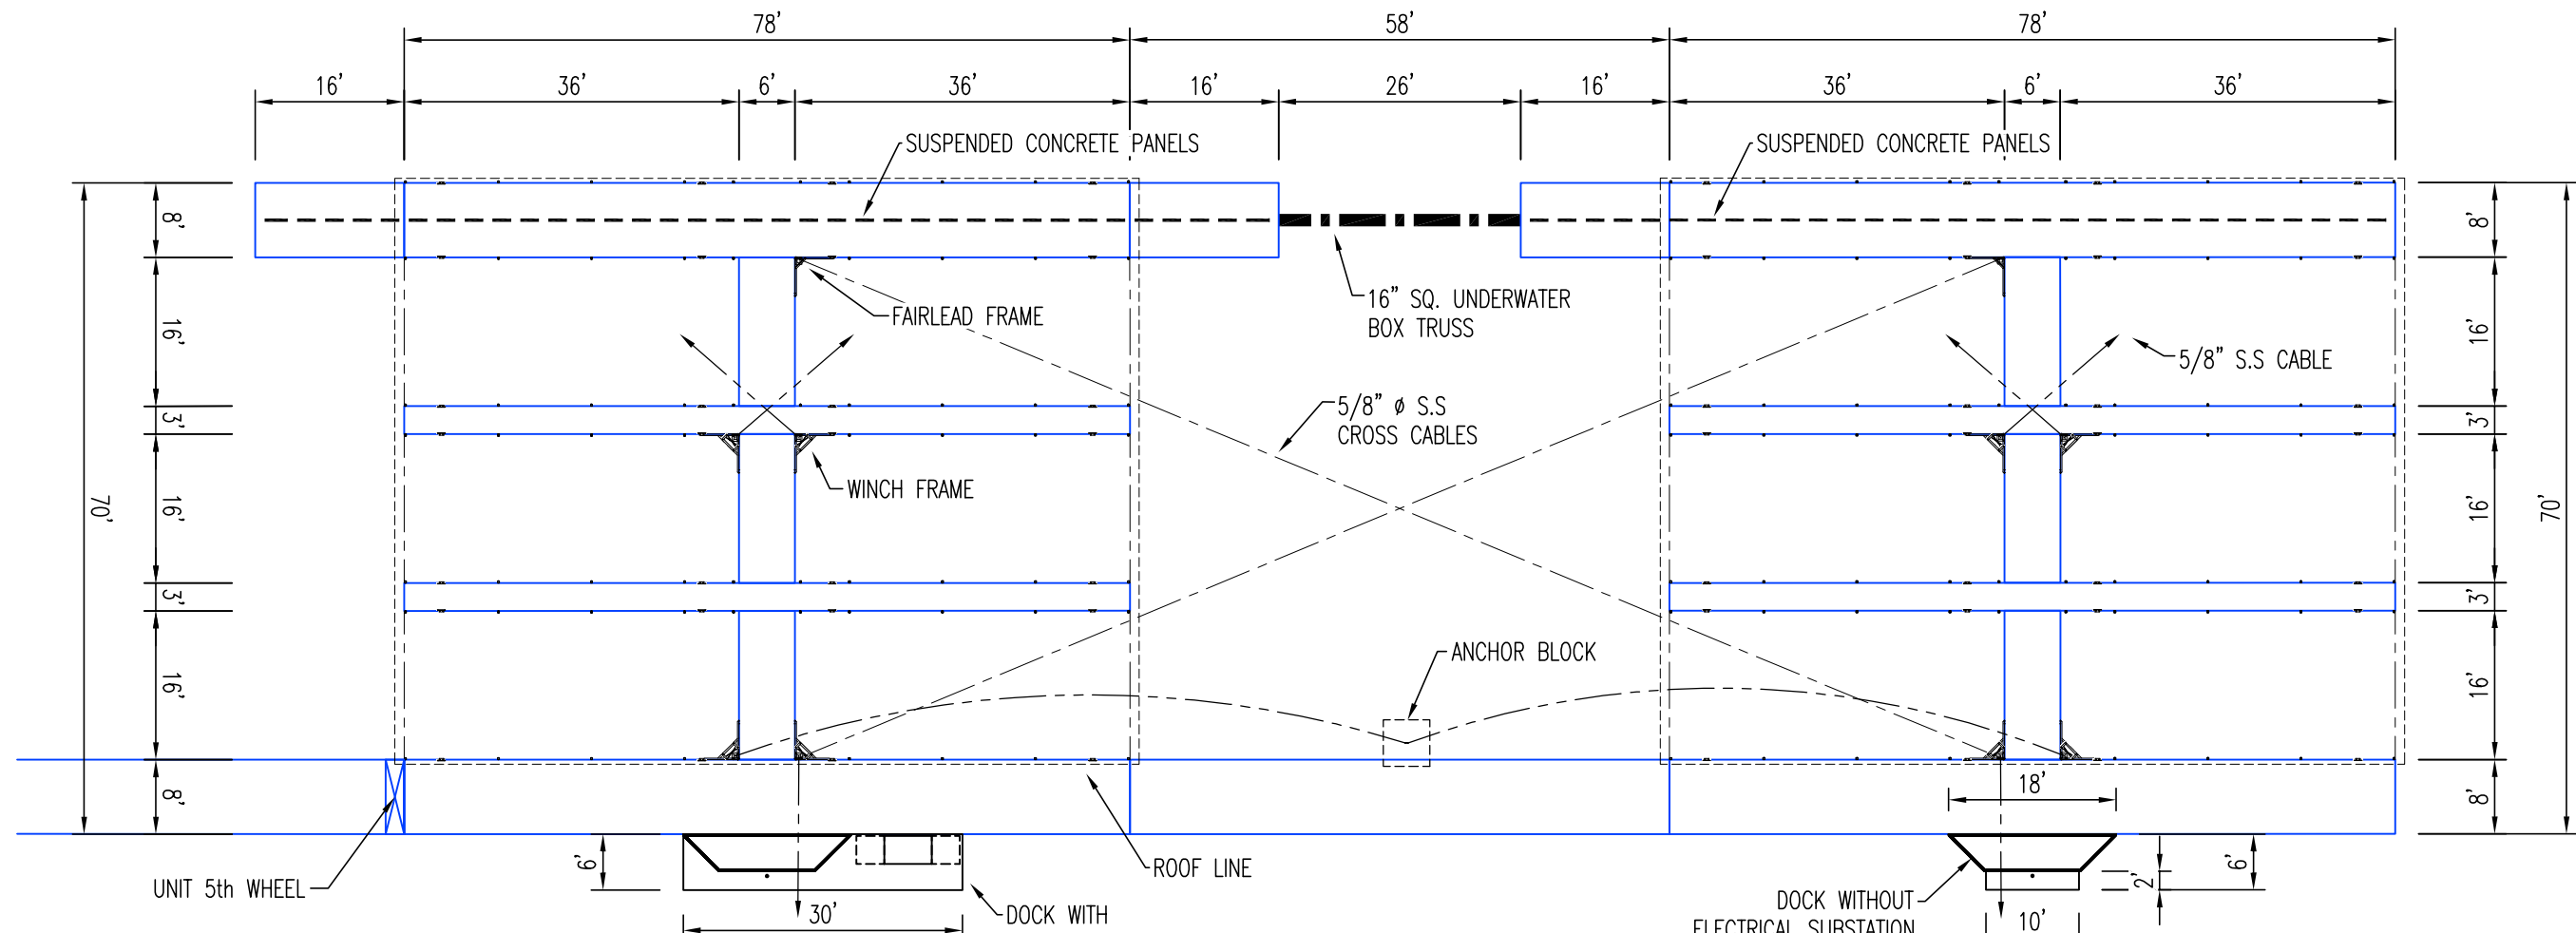 78'
58'
78'
16'
36'
6'
36'
16'
26'
16'
36'
6'
36'
SUSPENDED CONCRETE PANELS
SUSPENDED CONCRETE PANELS
8'
16'
3'
16'
3'
16'
8'
70'
8'
16'
3'
16'
3'
16'
8'
70'
FAIRLEAD FRAME
16" SQ. UNDERWATER
BOX TRUSS
5/8" S.S CABLE
5/8" ø S.S
CROSS CABLES
WINCH FRAME
ANCHOR BLOCK
18'
6'
ROOF LINE
UNIT 5th WHEEL
DOCK WITH
30'
DOCK WITHOUT
ELECTRICAL SUBSTATION
2'
6'
10'